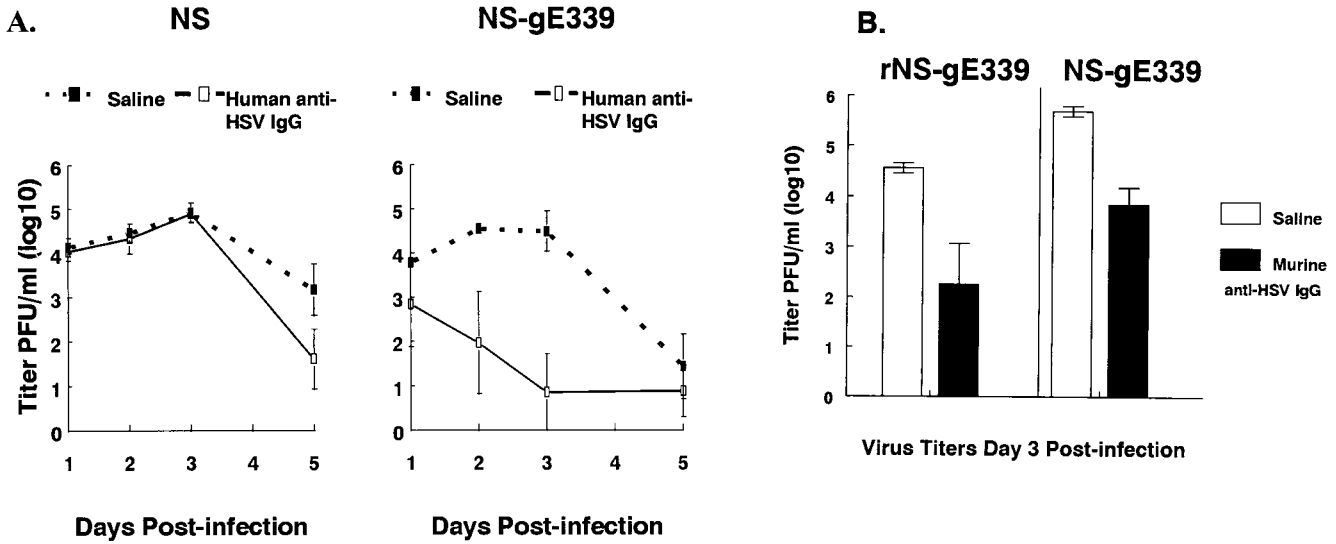 A.
NS
NS-gE339
B.
rNS-gE339 NS-gE339
Saline
Human anti-
HSV IgG
Saline
Human anti-
HSV IgG
Titer PFU/ml (log10)
6
5
4
3
2
1
0
1 2 3 4 5
Days Post-infection
6
5
4
3
2
1
0
1 2 3 4 5
Days Post-infection
Titer PFU/ml (log10)
6
5
4
3
2
1
0
Virus Titers Day 3 Post-infection
Saline
Murine
anti-HSV IgG